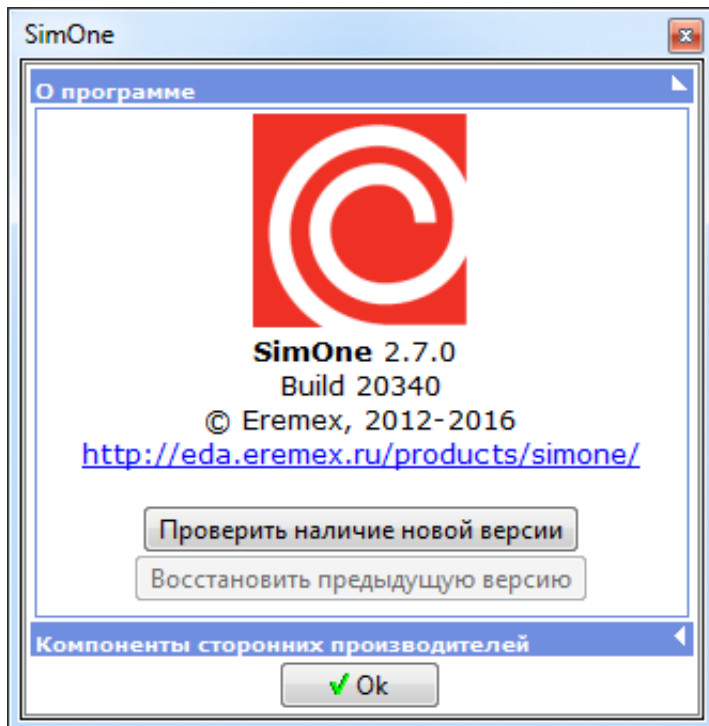 SimOne
О программе
SimOne 2.7.0
Build 20340
© Eremex, 2012-2016
http://eda.eremex.ru/products/simone/
Проверить наличие новой версии
Восстановить предыдущую версию
Компоненты сторонних производителей
Ok